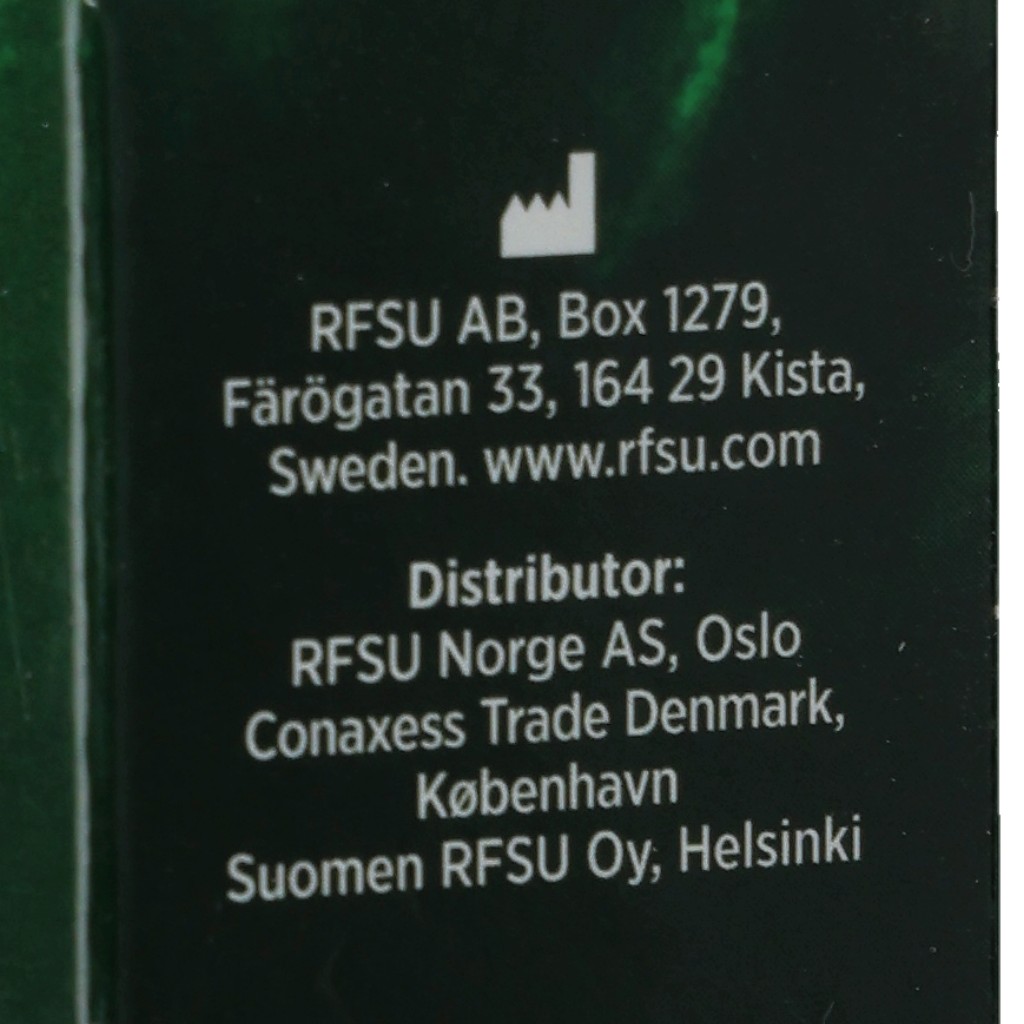 RFSU AB, Box 1279,
Färögatan 33, 164 29 Kista,
Sweden. www.rfsu.com
Distributor:
RFSU Norge AS, Oslo
Conaxess Trade Denmark,
København
Suomen RFSU Oy, Helsinki